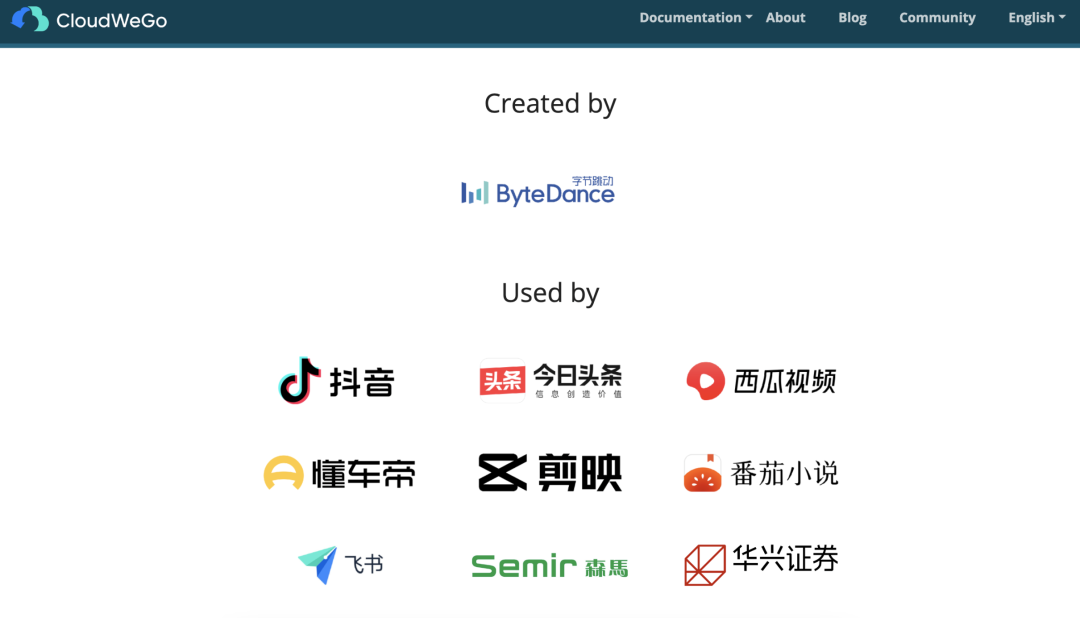 CloudWeGo Documentation About Blog Community English
Created by
字节跳动
ByteDance
Used by
抖音 头条 今日头条 西瓜视频
信息创造价值
懂车帝 剪映 番茄小说
飞书 Semir 森馬 华兴证券